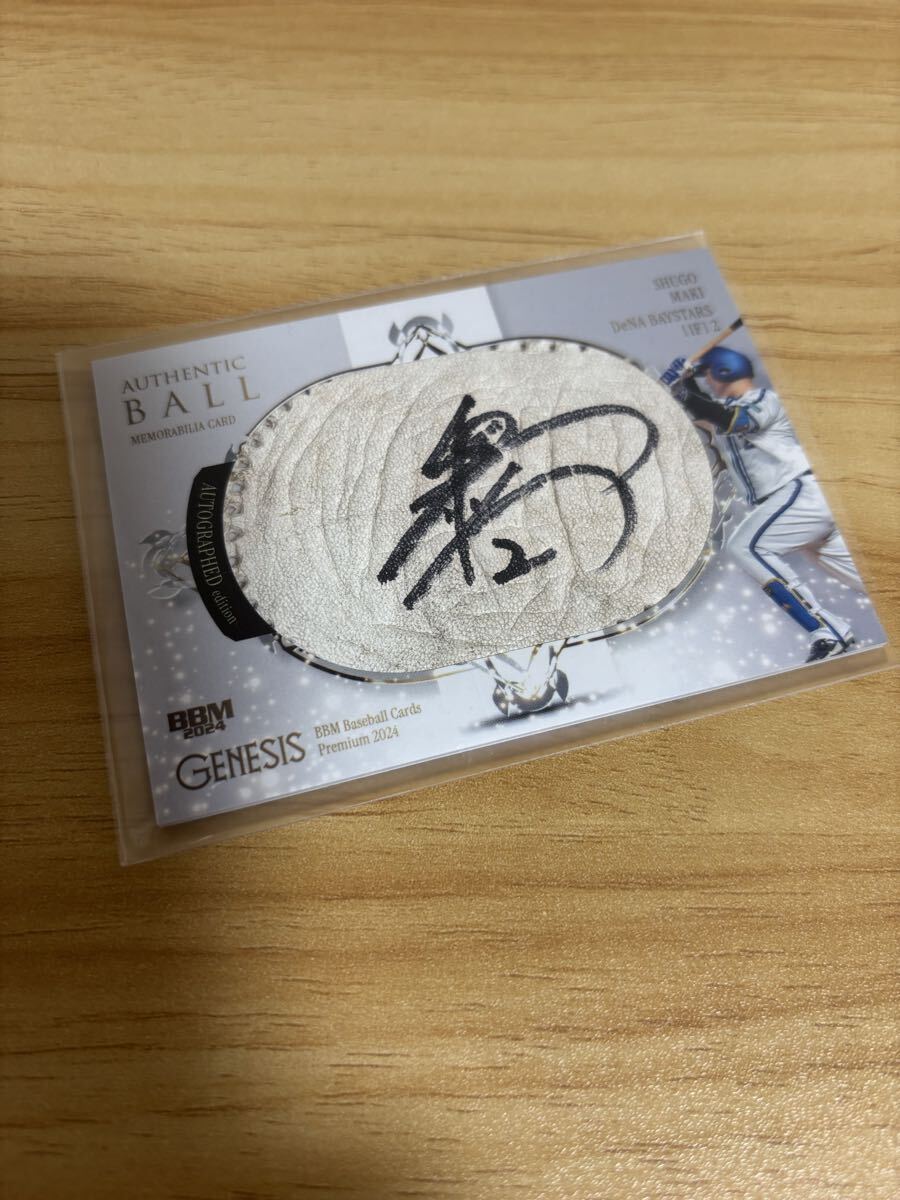 AUTHENTIC
BALL
MEMORABILIA CARD
SHUGO
MAKI
DeNA BAYSTARS
AUTOGRAPHED edition
2
BBM
2024
GENESIS
BBM Baseball Cards
Premium 2024